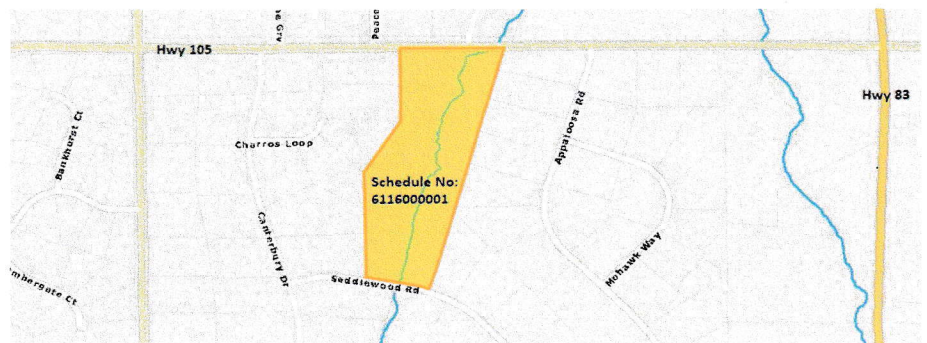 Peace
Hwy 105
Hwy 83
Bankhurst Ct
Charros Loop
Appaloosa Rd
Schedule No:
6116000001
Canterbury Dr
Mohawk Way
Saddlewood Rd